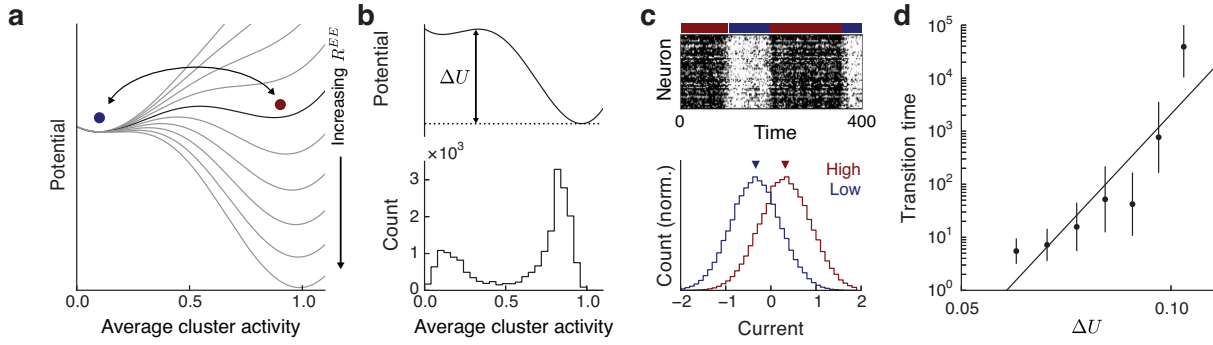 a
Potential
Increasing R^{EE}
0.0
0.5
1.0
Average cluster activity
b
Potential
ΔU
×10^3
Count
3
2
1
0
0.0
0.5
1.0
Average cluster activity
c
Neuron
0
400
Time
High
Low
Count (norm.)
−2
−1
0
1
2
Current
d
Transition time
10^5
10^4
10^3
10^2
10^1
10^0
0.05
0.10
ΔU